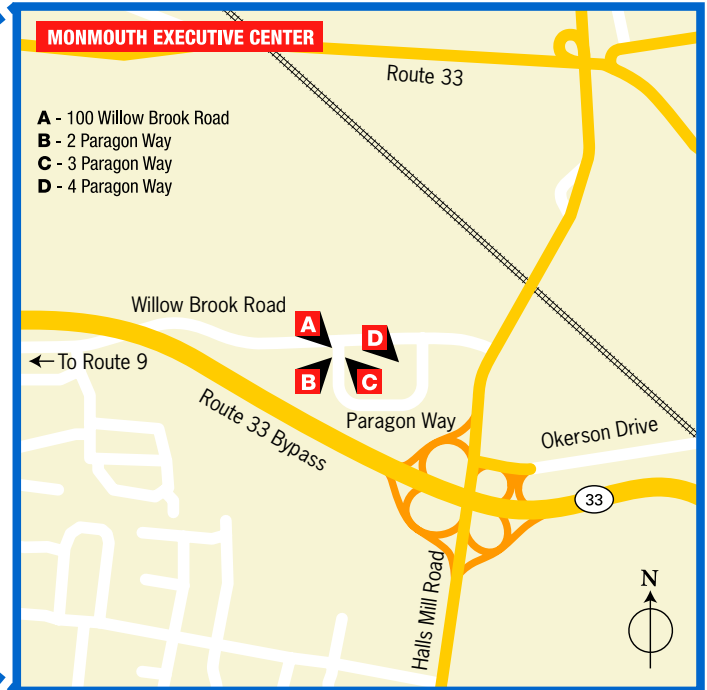 MONMOUTH EXECUTIVE CENTER
Route 33
A - 100 Willow Brook Road
B - 2 Paragon Way
C - 3 Paragon Way
D - 4 Paragon Way
Willow Brook Road
A
D
←To Route 9
B
C
Route 33 Bypass
Paragon Way
Okerson Drive
33
Halls Mill Road
N